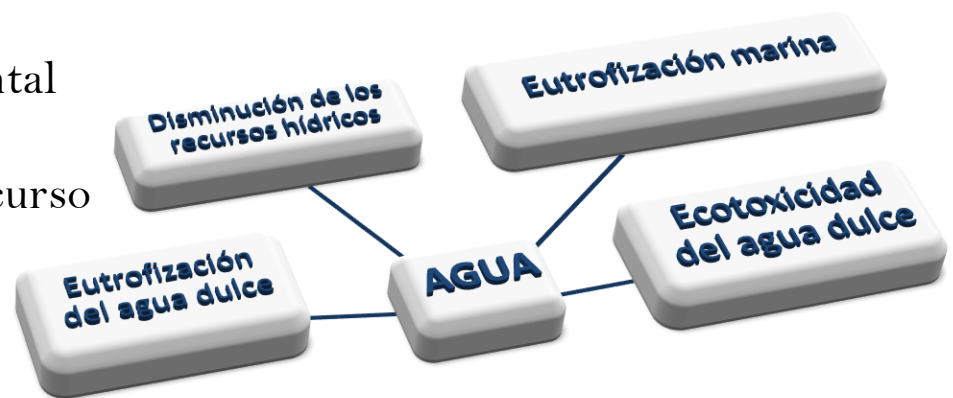 Disminución de los
recursos hídricos
Eutrofización marina
Eutrofización
del agua dulce
AGUA
Ecotoxicidad
del agua dulce